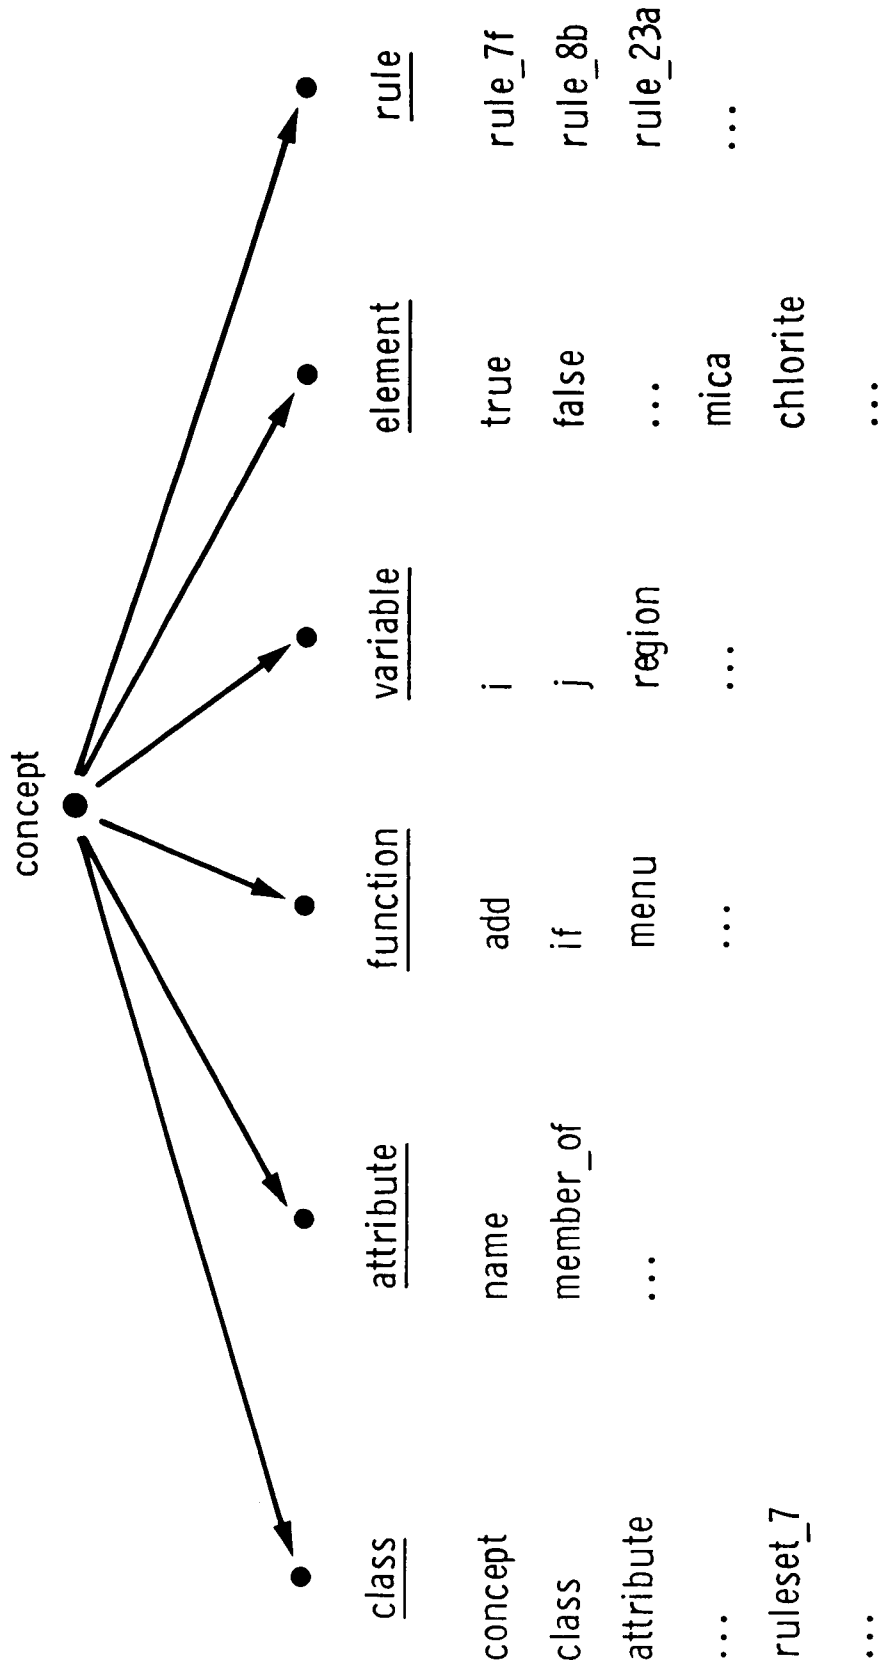 concept
class attribute function variable element rule
concept name add i true rule_7f
class member_of if j false rule_8b
attribute ... menu region ... rule_23a
... ... ... mica ...
ruleset_7 chlorite
... ...